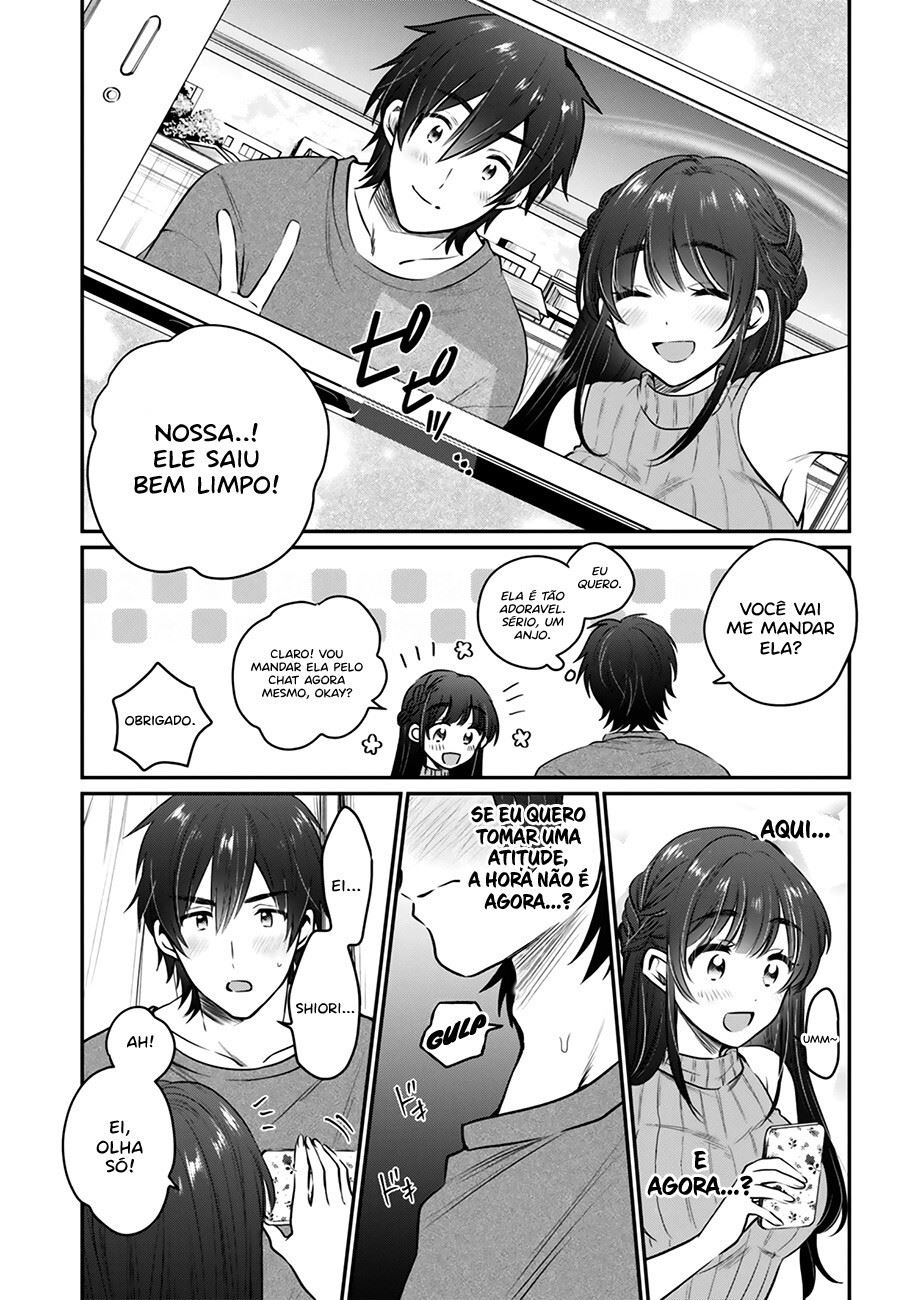 ピピッ…
NOSSA..!
ELE SAIU
BEM LIMPO!
VOCÊ VAI
ME MANDAR
ELA?
EU
QUERO.
ELA É TÃO
ADORAVEL.
SÉRIO, UM
ANJO.
CLARO! VOU
MANDAR ELA PELO
CHAT AGORA
MESMO, OKAY?
OBRIGADO.
AQUI...
UMM~
E
AGORA...?
SE EU QUERO
TOMAR UMA
ATITUDE,
A HORA NÃO É
AGORA...?
GULP
ドキ
ドキ
EI...
SHIORI...
AH!
EI,
OLHA
SÓ!